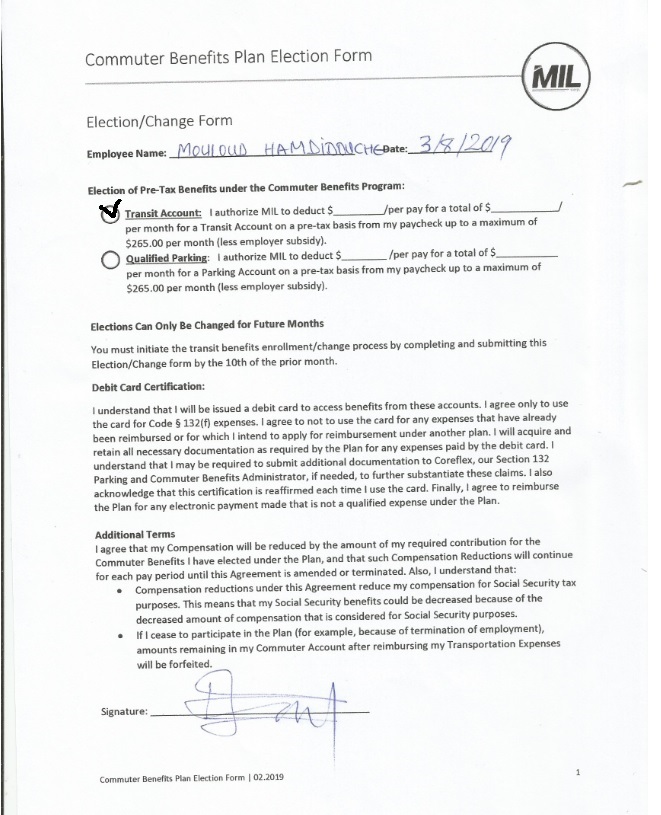 Commuter Benefits Plan Election Form
MIL
Election/Change Form
Employee Name: MOULOUD HAMDIDOUCHE Date: 3/8/2019
Election of Pre-Tax Benefits under the Commuter Benefits Program:
Transit Account: I authorize MIL to deduct $________/per pay for a total of $___________/
per month for a Transit Account on a pre-tax basis from my paycheck up to a maximum of
$265.00 per month (less employer subsidy).
Qualified Parking: I authorize MIL to deduct $_______ /per pay for a total of $__________
per month for a Parking Account on a pre-tax basis from my paycheck up to a maximum of
$265.00 per month (less employer subsidy).
Elections Can Only Be Changed for Future Months
You must initiate the transit benefits enrollment/change process by completing and submitting this
Election/Change form by the 10th of the prior month.
Debit Card Certification:
I understand that I will be issued a debit card to access benefits from these accounts. I agree only to use
the card for Code § 132(f) expenses. I agree to not to use the card for any expenses that have already
been reimbursed or for which I intend to apply for reimbursement under another plan. I will acquire and
retain all necessary documentation as required by the Plan for any expenses paid by the debit card. I
understand that I may be required to submit additional documentation to Coreflex, our Section 132
Parking and Commuter Benefits Administrator, if needed, to further substantiate these claims. I also
acknowledge that this certification is reaffirmed each time I use the card. Finally, I agree to reimburse
the Plan for any electronic payment made that is not a qualified expense under the Plan.
Additional Terms
I agree that my Compensation will be reduced by the amount of my required contribution for the
Commuter Benefits I have elected under the Plan, and that such Compensation Reductions will continue
for each pay period until this Agreement is amended or terminated. Also, I understand that:
• Compensation reductions under this Agreement reduce my compensation for Social Security tax
purposes. This means that my Social Security benefits could be decreased because of the
decreased amount of compensation that is considered for Social Security purposes.
• If I cease to participate in the Plan (for example, because of termination of employment),
amounts remaining in my Commuter Account after reimbursing my Transportation Expenses
will be forfeited.
Signature:
Commuter Benefits Plan Election Form | 02.2019
1